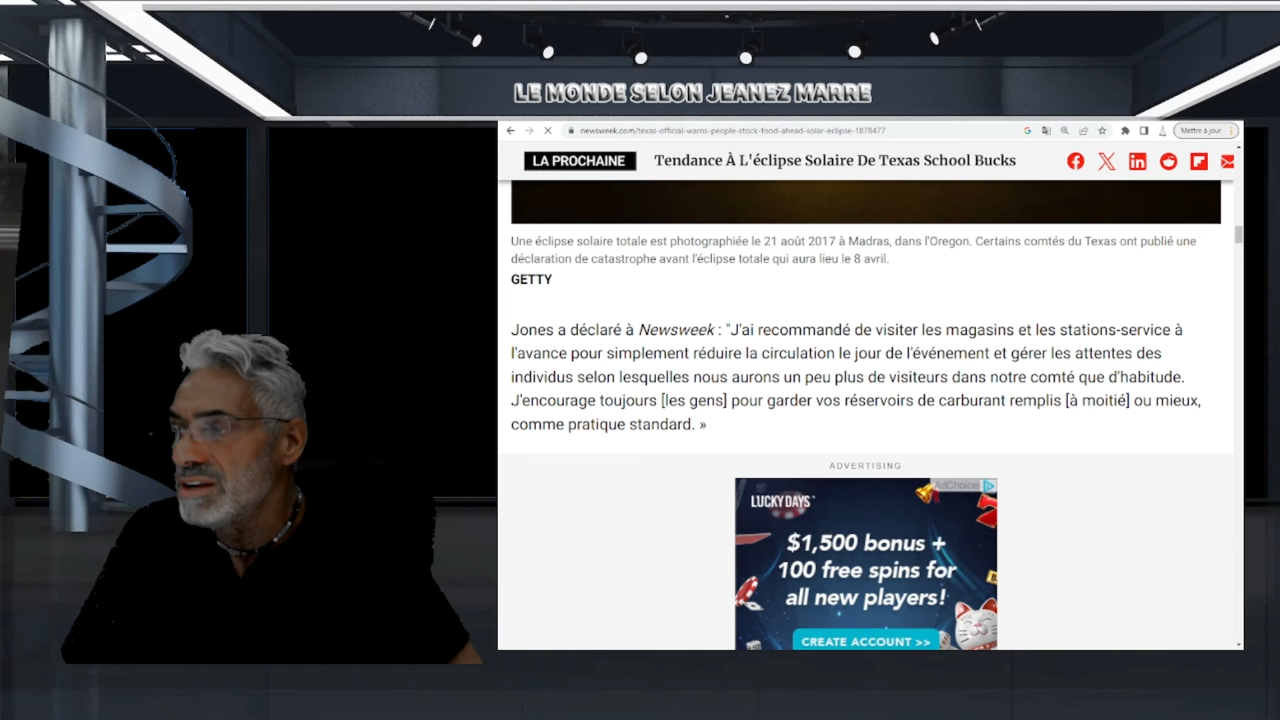 LE MONDE SELON JEANEZ MARRE
newsweek.com/texas-official-warns-people-stock-food-ahead-solar-eclipse-1878477
Mettre à jour
LA PROCHAINE
Tendance À L'éclipse Solaire De Texas School Bucks
Une éclipse solaire totale est photographiée le 21 août 2017 à Madras, dans l'Oregon. Certains comtés du Texas ont publié une
déclaration de catastrophe avant l'éclipse totale qui aura lieu le 8 avril.
GETTY
Jones a déclaré à Newsweek : "J'ai recommandé de visiter les magasins et les stations-service à
l'avance pour simplement réduire la circulation le jour de l'événement et gérer les attentes des
individus selon lesquelles nous aurons un peu plus de visiteurs dans notre comté que d'habitude.
J'encourage toujours [les gens] pour garder vos réservoirs de carburant remplis [à moitié] ou mieux,
comme pratique standard. »
ADVERTISING
AdChoices
LUCKY DAYS
$1,500 bonus +
100 free spins for
all new players!
CREATE ACCOUNT >>